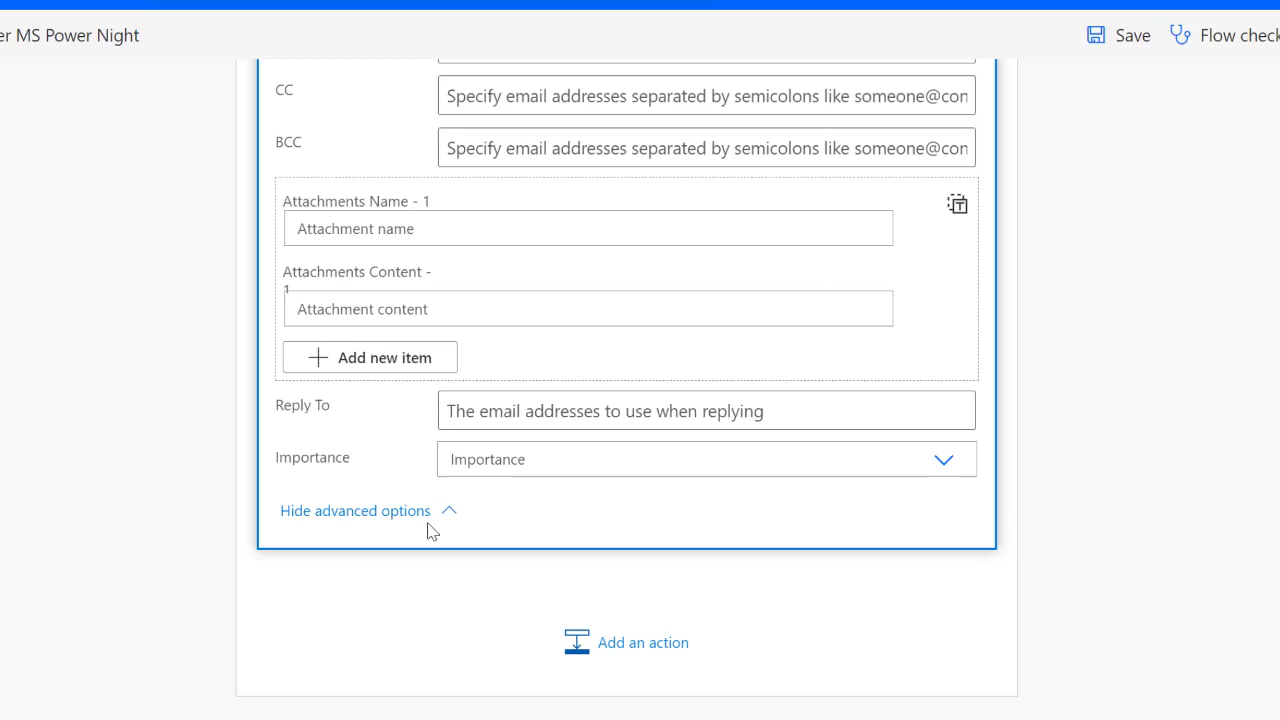 er MS Power Night
Save
Flow check
CC
Specify email addresses separated by semicolons like someone@con
BCC
Specify email addresses separated by semicolons like someone@con
Attachments Name - 1
Attachment name
Attachments Content -
1
Attachment content
Add new item
Reply To
The email addresses to use when replying
Importance
Importance
Hide advanced options
Add an action